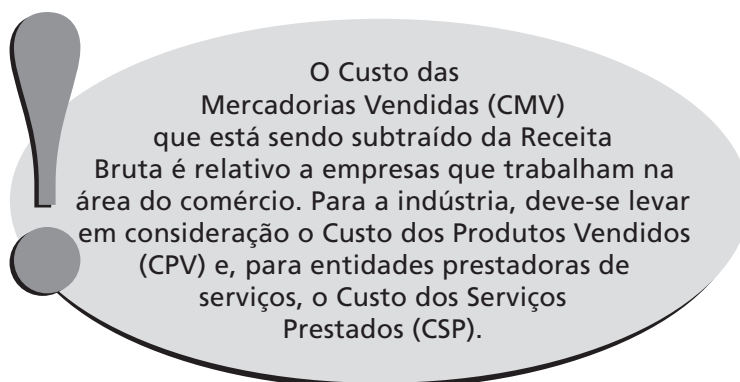 O Custo das
Mercadorias Vendidas (CMV)
que está sendo subtraído da Receita
Bruta é relativo a empresas que trabalham na
área do comércio. Para a indústria, deve-se levar
em consideração o Custo dos Produtos Vendidos
(CPV) e, para entidades prestadoras de
serviços, o Custo dos Serviços
Prestados (CSP).